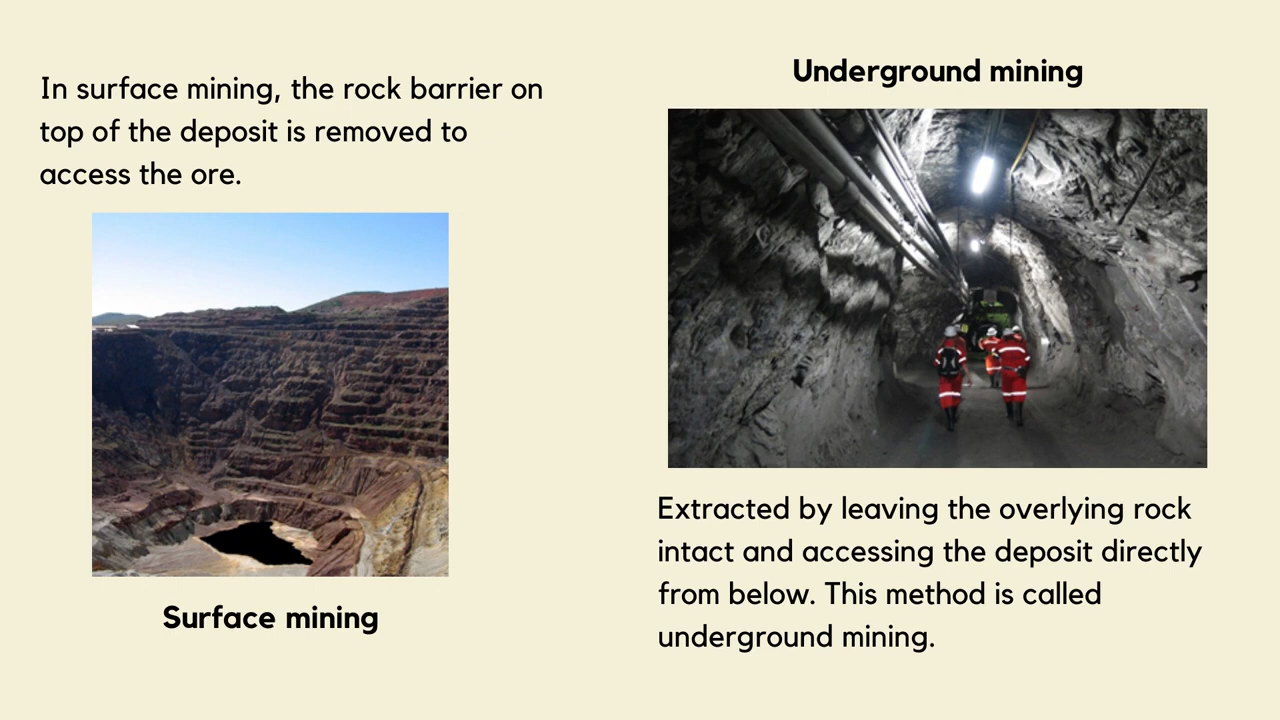 In surface mining, the rock barrier on
top of the deposit is removed to
access the ore.
Surface mining
Underground mining
Extracted by leaving the overlying rock
intact and accessing the deposit directly
from below. This method is called
underground mining.